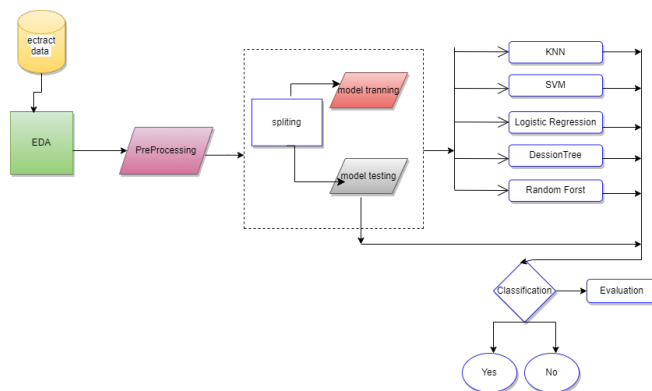 ectract
data
EDA
PreProcessing
spliting
model tranning
model testing
KNN
SVM
Logistic Regression
DessionTree
Random Forst
Classification
Evaluation
Yes
No